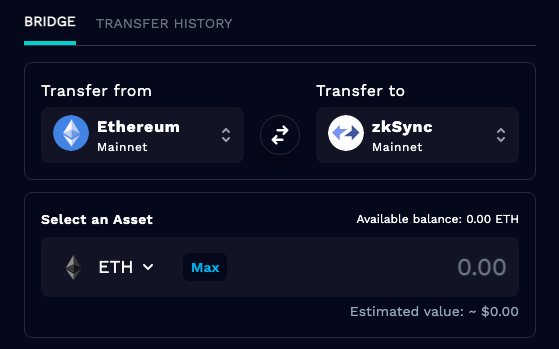 BRIDGE TRANSFER HISTORY
Transfer from
Ethereum
Mainnet
Transfer to
zkSync
Mainnet
Select an Asset
Available balance: 0.00 ETH
ETH
Max
0.00
Estimated value: ~ $0.00